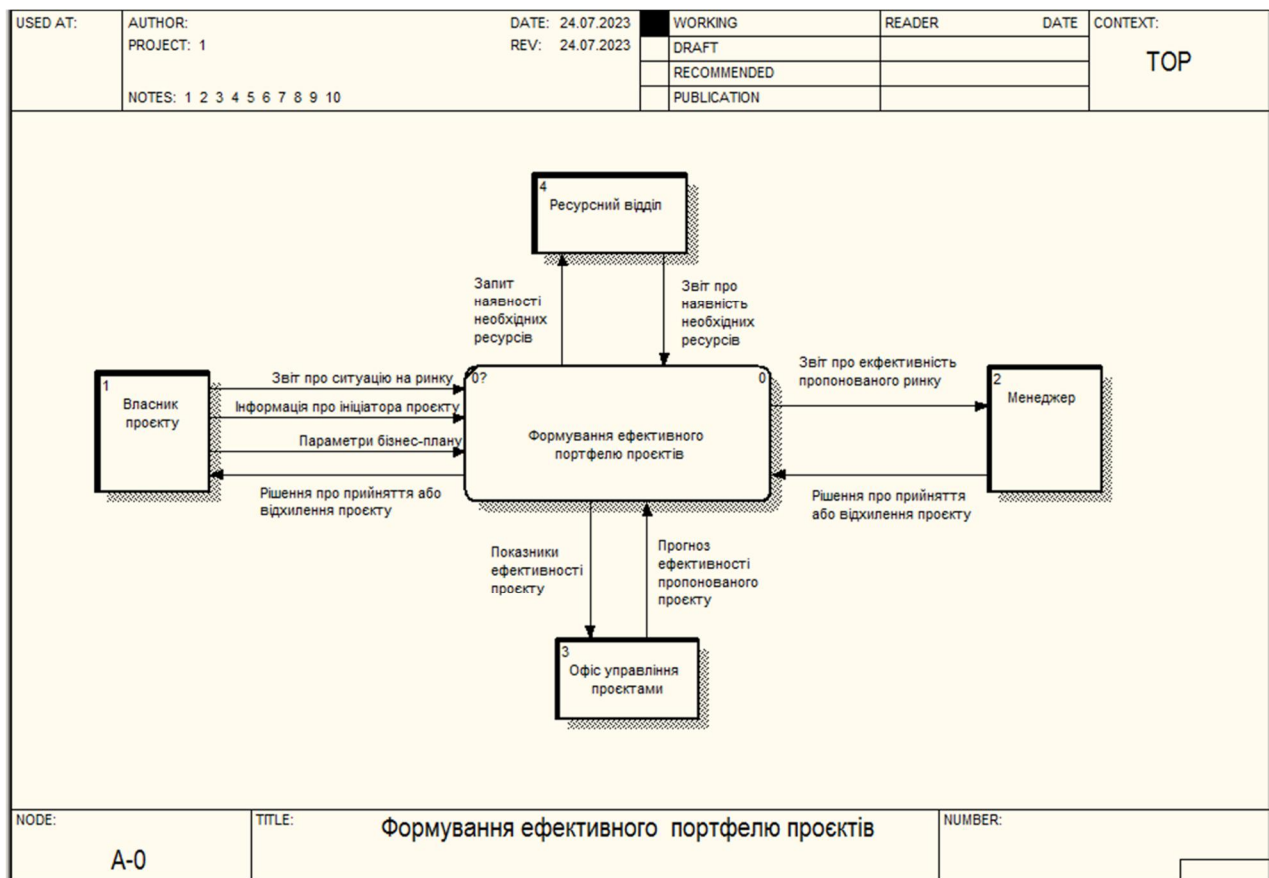 USED AT:
AUTHOR:
DATE: 24.07.2023
PROJECT: 1
REV: 24.07.2023
NOTES: 1 2 3 4 5 6 7 8 9 10
WORKING
DRAFT
RECOMMENDED
PUBLICATION
READER
DATE
CONTEXT:
TOP
4
Ресурсний відділ
Запит
наявності
необхідних
ресурсів
Звіт про
наявність
необхідних
ресурсів
1
Власник
проєкту
Звіт про ситуацію на ринку
Інформація про ініціатора проєкту
Параметри бізнес-плану
Рішення про прийняття або
відхилення проєкту
0?
0
Формування ефективного
портфелю проєктів
Звіт про екфективність
пропонованого ринку
2
Менеджер
Рішення про прийняття
або відхилення проєкту
Показники
ефективності
проєкту
Прогноз
ефективності
пропонованого
проєкту
3
Офіс управління
проєктами
NODE:
A-0
TITLE:
Формування ефективного портфелю проєктів
NUMBER: